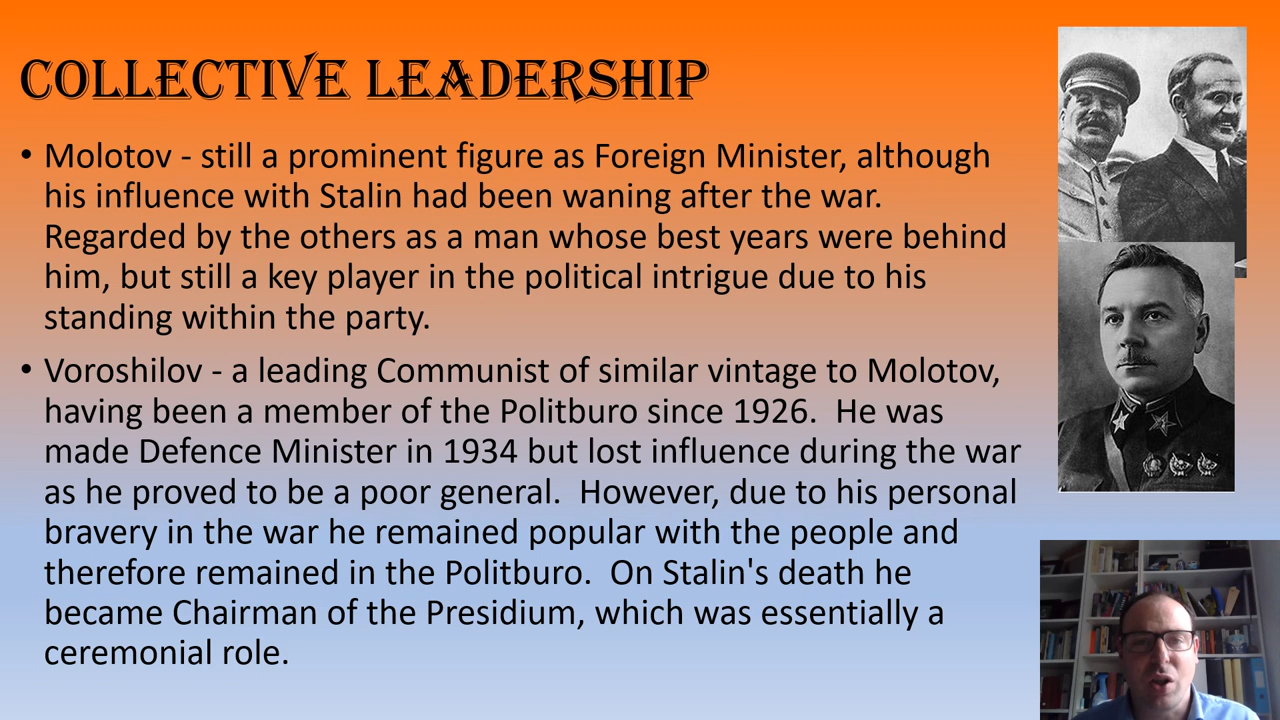 COLLECTIVE LEADERSHIP
• Molotov - still a prominent figure as Foreign Minister, although
his influence with Stalin had been waning after the war.
Regarded by the others as a man whose best years were behind
him, but still a key player in the political intrigue due to his
standing within the party.
• Voroshilov - a leading Communist of similar vintage to Molotov,
having been a member of the Politburo since 1926.  He was
made Defence Minister in 1934 but lost influence during the war
as he proved to be a poor general.  However, due to his personal
bravery in the war he remained popular with the people and
therefore remained in the Politburo.  On Stalin's death he
became Chairman of the Presidium, which was essentially a
ceremonial role.